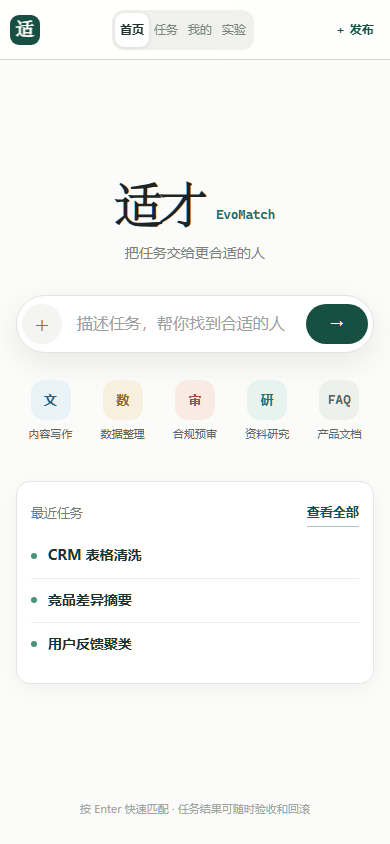 适 首页 任务 我的 实验 + 发布
适才 EvoMatch
把任务交给更合适的人
+ 描述任务，帮你找到合适的人 →
文 数 审 研 FAQ
内容写作 数据整理 合规预审 资料研究 产品文档
最近任务 查看全部
CRM 表格清洗
竞品差异摘要
用户反馈聚类
按 Enter 快速匹配 · 任务结果可随时验收和回滚